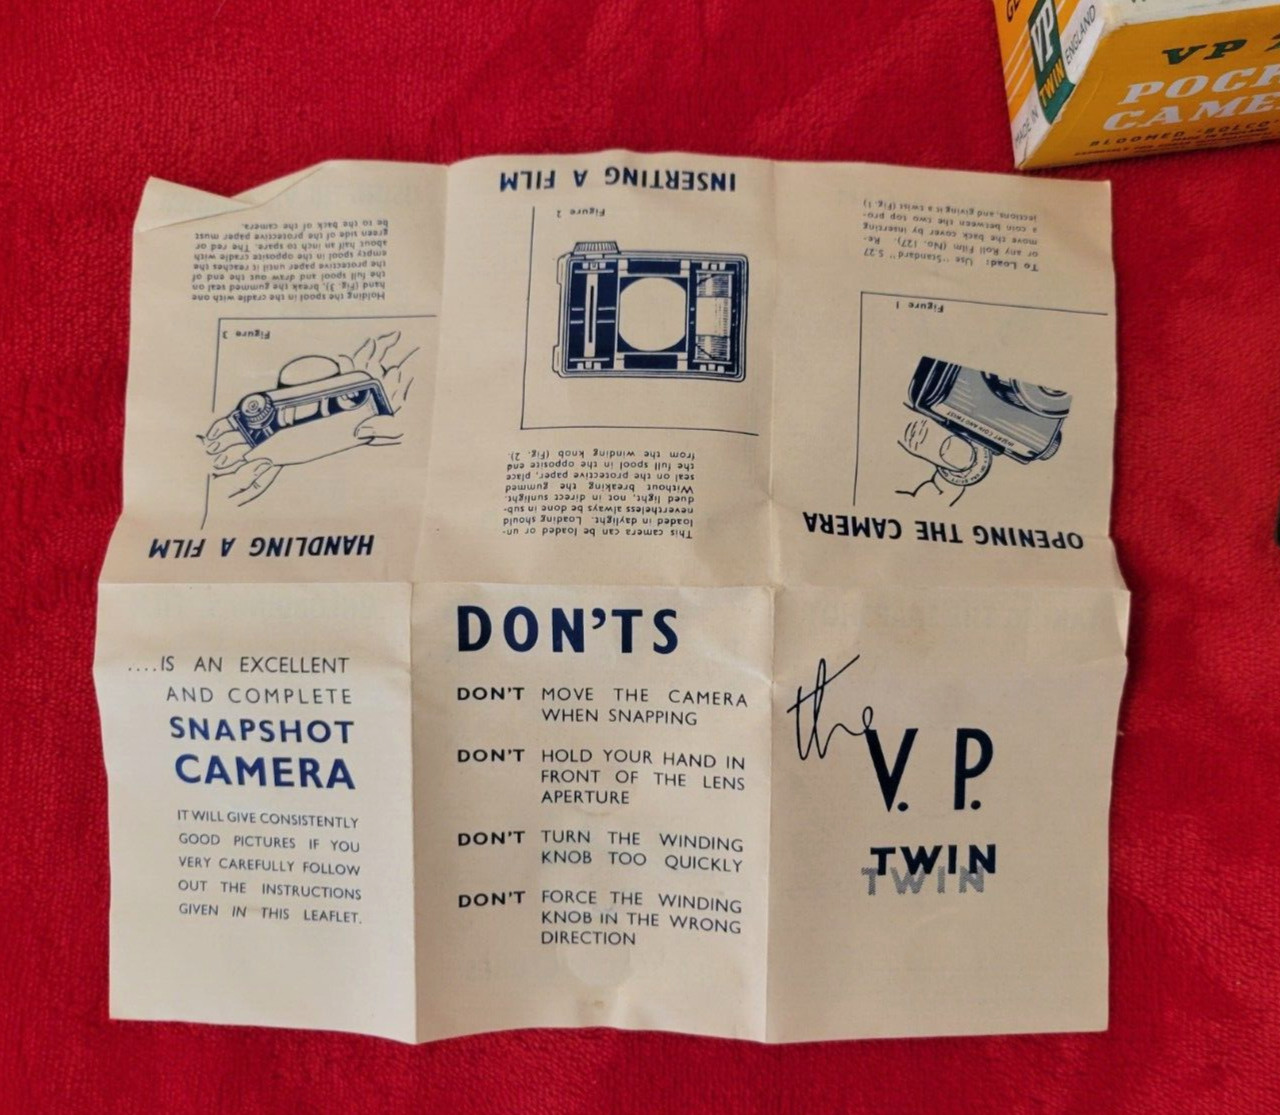 ....IS AN EXCELLENT
AND COMPLETE
SNAPSHOT
CAMERA
IT WILL GIVE CONSISTENTLY
GOOD PICTURES IF YOU
VERY CAREFULLY FOLLOW
OUT THE INSTRUCTIONS
GIVEN IN THIS LEAFLET.
DON'TS
DON'T MOVE THE CAMERA
WHEN SNAPPING
DON'T HOLD YOUR HAND IN
FRONT OF THE LENS
APERTURE
DON'T TURN THE WINDING
KNOB TOO QUICKLY
DON'T FORCE THE WINDING
KNOB IN THE WRONG
DIRECTION
the
V. P.
TWIN
TWIN
OPENING THE CAMERA
INSERT COIN AND TWIST
Figure 1
To Load: Use "Standard" S.27
or any Roll Film (No. 127). Re-
move the back cover by inserting
a coin between the two top pro-
jections, and giving it a twist (Fig. 1)
This camera can be loaded or un-
loaded in daylight. Loading should
nevertheless always be done in sub-
dued light, not in direct sunlight.
Without breaking the gummed
seal on the protective paper, place
the full spool in the opposite end
from the winding knob (Fig. 2).
Figure 2
INSERTING A FILM
HANDLING A FILM
Figure 3
Holding the spool in the cradle with one
hand (Fig. 3), break the gummed seal on
the full spool and draw out the end of
the protective paper until it reaches the
empty spool in the opposite cradle with
about half an inch to spare. The red or
green side of the protective paper must
be to the back of the camera.
VP
TWIN
MADE IN
ENGLAND
VP
POCK
CAME
BLOOMED